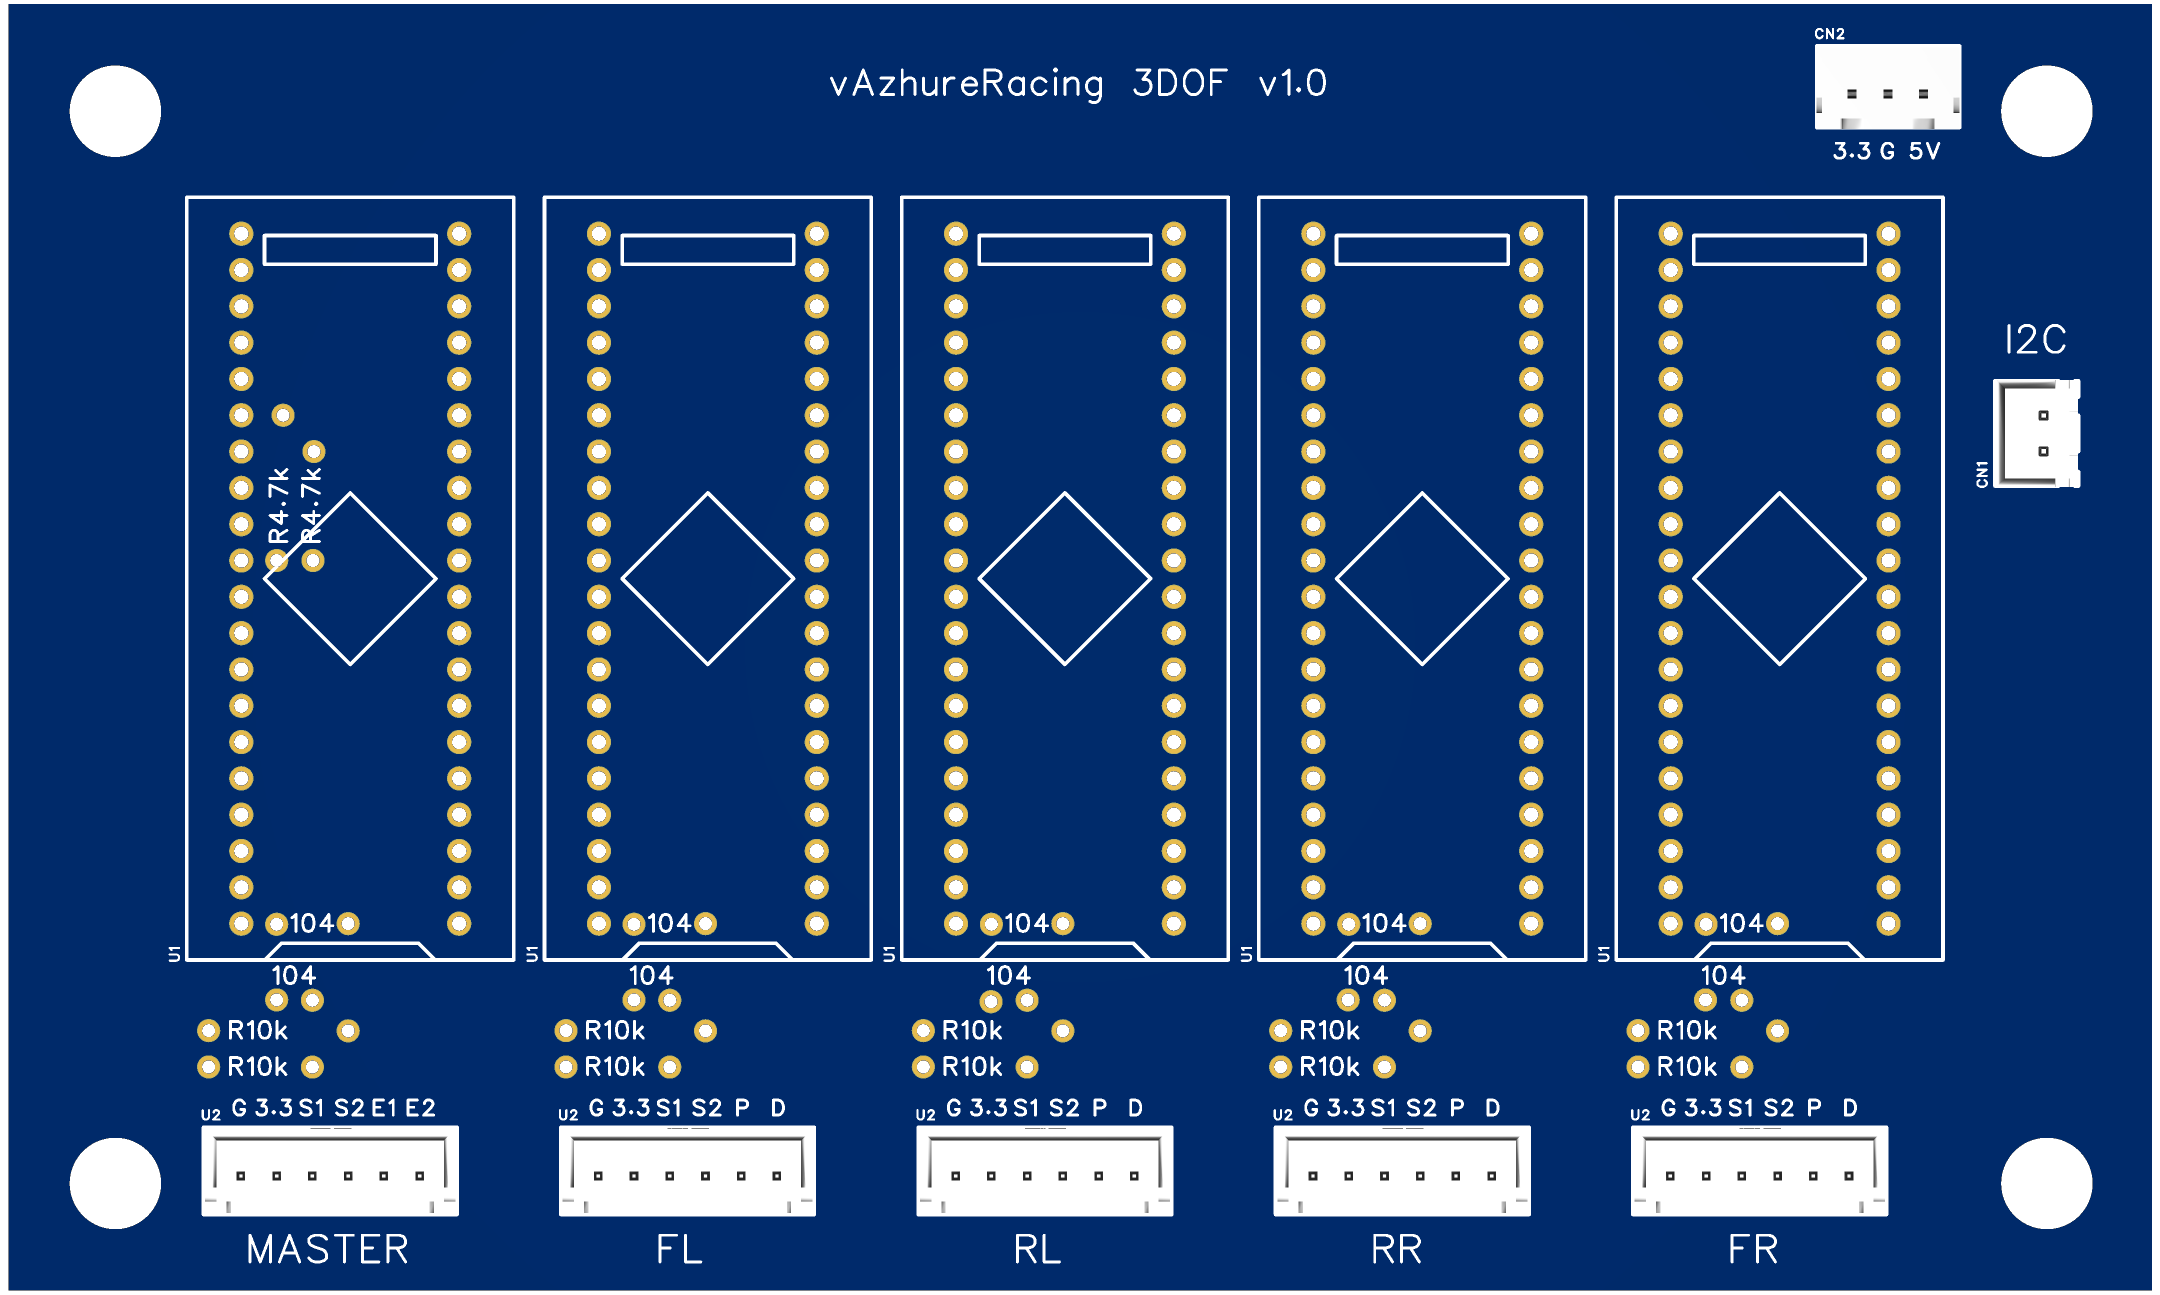 CN2
vAzhureRacing 3DOF v1.0
3.3 G 5V
I2C
CN1
R4.7k
R4.7k
104 104 104 104 104
U1 U1 U1 U1 U1
104 104 104 104 104
R10k R10k R10k R10k R10k
R10k R10k R10k R10k R10k
U2 G 3.3 S1 S2 E1 E2
U2 G 3.3 S1 S2 P D
U2 G 3.3 S1 S2 P D
U2 G 3.3 S1 S2 P D
U2 G 3.3 S1 S2 P D
MASTER FL RL RR FR